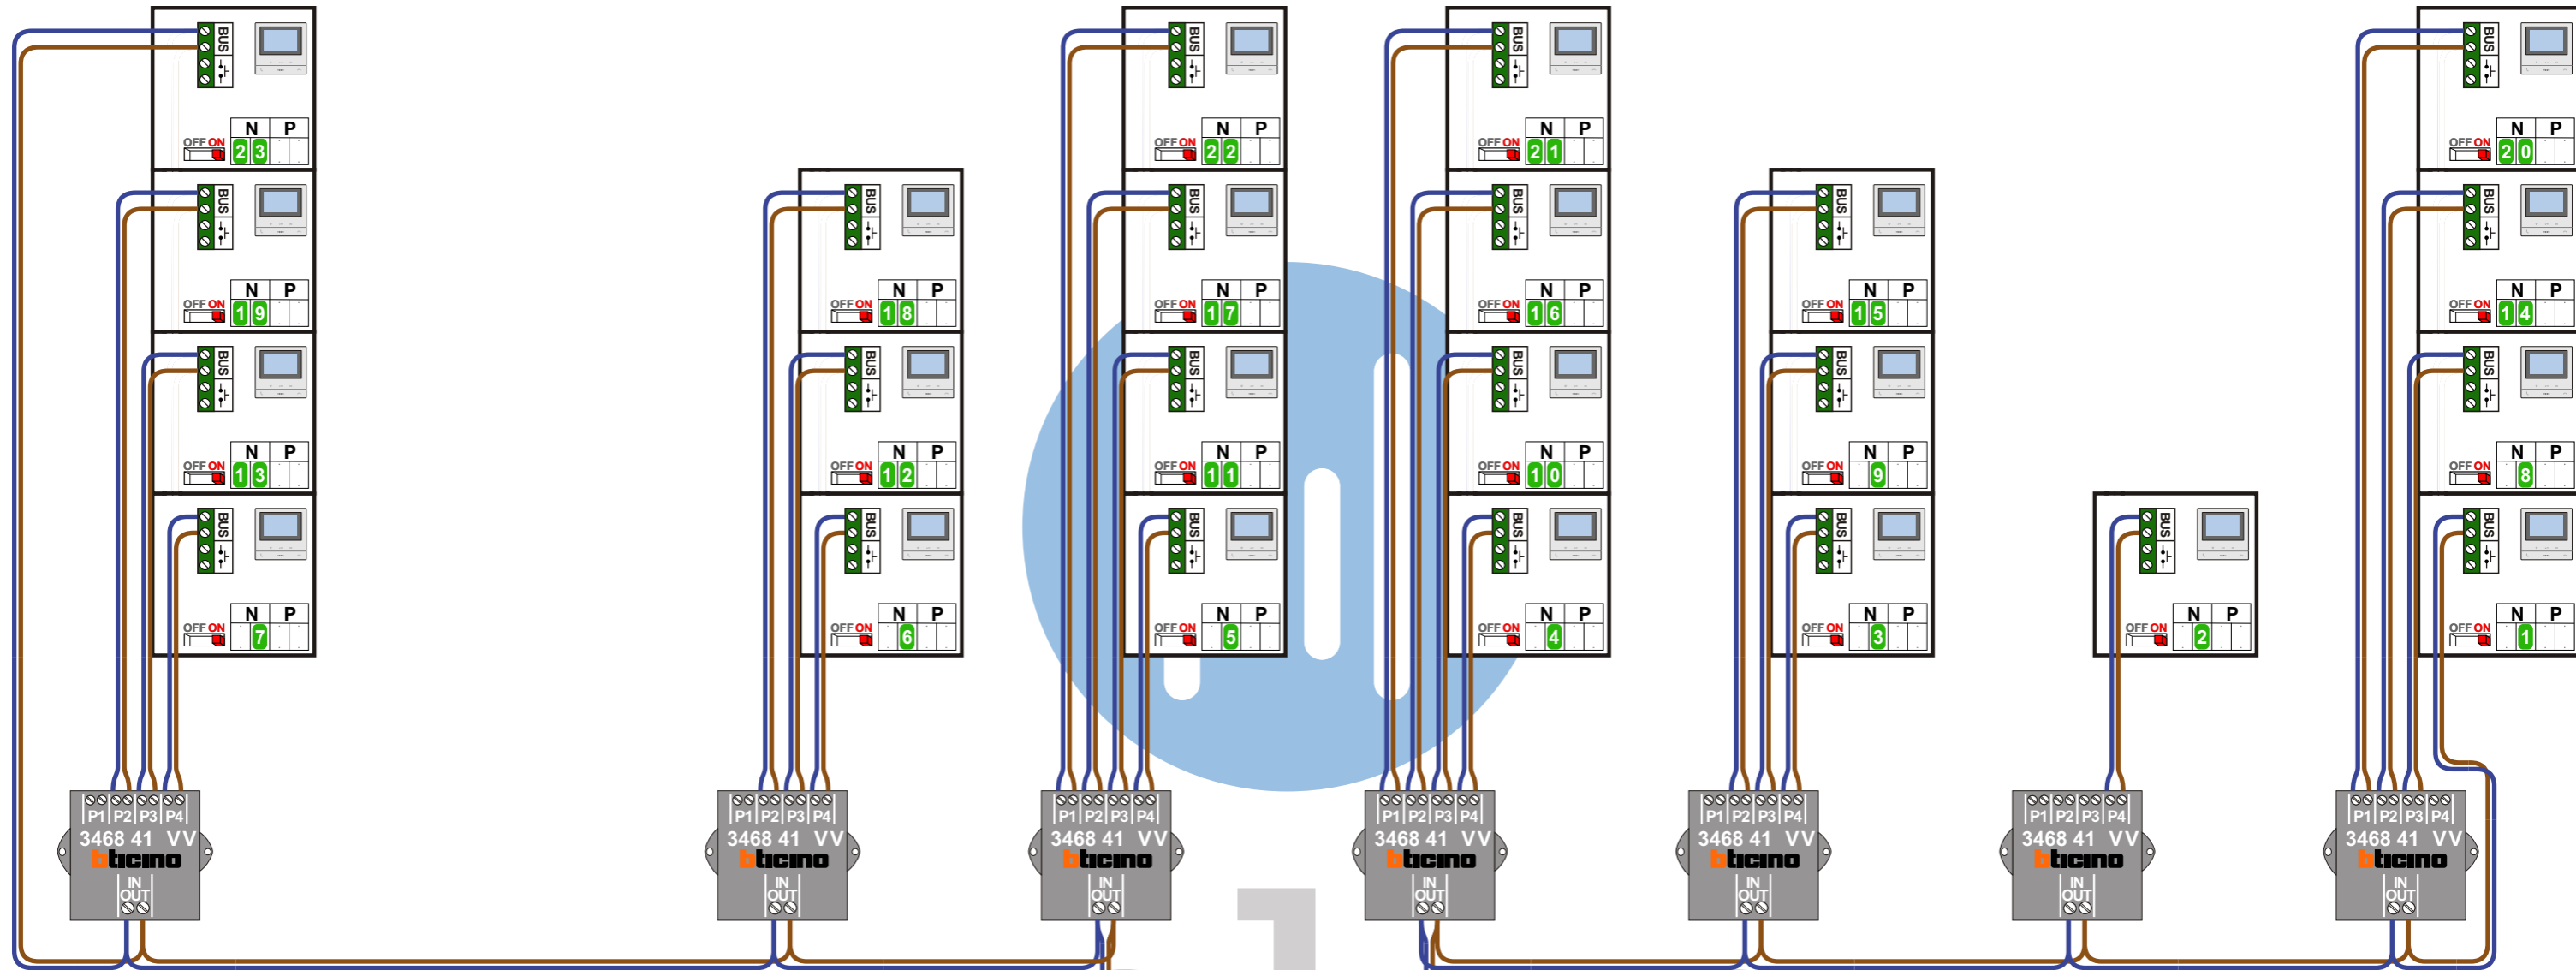 BUS
N P
OFF ON
2 3
BUS
N P
OFF ON
2 2
BUS
N P
OFF ON
2 1
BUS
N P
OFF ON
2 0
BUS
N P
OFF ON
1 9
BUS
N P
OFF ON
1 8
BUS
N P
OFF ON
1 7
BUS
N P
OFF ON
1 6
BUS
N P
OFF ON
1 5
BUS
N P
OFF ON
1 4
BUS
N P
OFF ON
1 3
BUS
N P
OFF ON
1 2
BUS
N P
OFF ON
1 1
BUS
N P
OFF ON
1 0
BUS
N P
OFF ON
9
BUS
N P
OFF ON
8
BUS
N P
OFF ON
7
BUS
N P
OFF ON
6
BUS
N P
OFF ON
5
BUS
N P
OFF ON
4
BUS
N P
OFF ON
3
BUS
N P
OFF ON
2
BUS
N P
OFF ON
1
P1 P2 P3 P4
3468 41 VV
bticino
IN
OUT
P1 P2 P3 P4
3468 41 VV
bticino
IN
OUT
P1 P2 P3 P4
3468 41 VV
bticino
IN
OUT
P1 P2 P3 P4
3468 41 VV
bticino
IN
OUT
P1 P2 P3 P4
3468 41 VV
bticino
IN
OUT
P1 P2 P3 P4
3468 41 VV
bticino
IN
OUT
P1 P2 P3 P4
3468 41 VV
bticino
IN
OUT